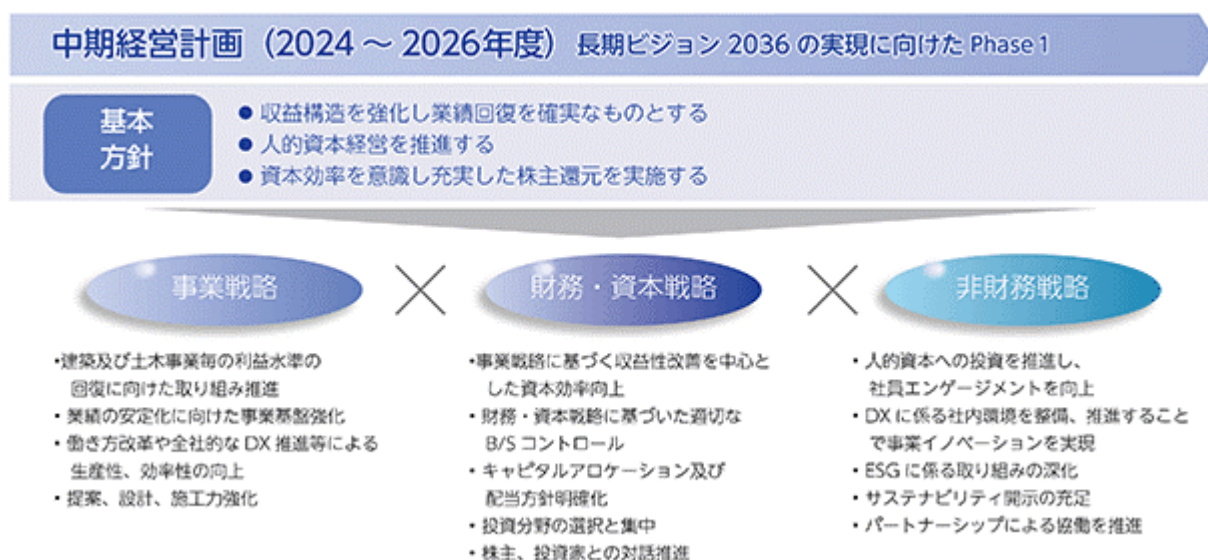 中期経営計画(2024 ～ 2026年度) 長期ビジョン 2036 の実現に向けた Phase 1
基本
方針
● 収益構造を強化し業績回復を確実なものとする
● 人的資本経営を推進する
● 資本効率を意識し充実した株主還元を実施する
事業戦略 × 財務・資本戦略 × 非財務戦略
・建築及び土木事業毎の利益水準の
回復に向けた取り組み推進
・業績の安定化に向けた事業基盤強化
・働き方改革や全社的な DX 推進等による
生産性、効率性の向上
・提案、設計、施工力強化
・事業戦略に基づく収益性改善を中心と
した資本効率向上
・財務・資本戦略に基づいた適切な
B/S コントロール
・キャピタルアロケーション及び
配当方針明確化
・投資分野の選択と集中
・株主、投資家との対話推進
・人的資本への投資を推進し、
社員エンゲージメントを向上
・DX に係る社内環境を整備、推進すること
で事業イノベーションを実現
・ESG に係る取り組みの深化
・サステナビリティ開示の充足
・パートナーシップによる協働を推進